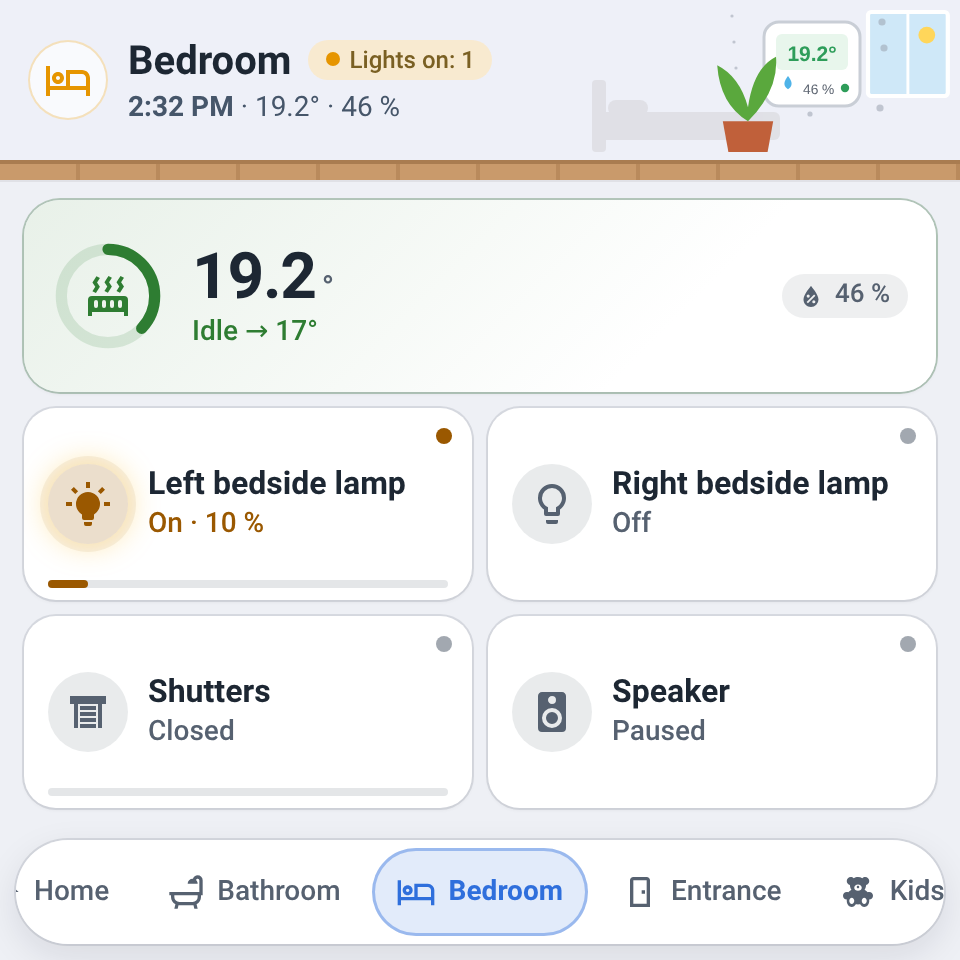 Bedroom
Lights on: 1
2:32 PM · 19.2° · 46 %
19.2°
46 %
19.2°
Idle → 17°
46 %
Left bedside lamp
On · 10 %
Right bedside lamp
Off
Shutters
Closed
Speaker
Paused
Home
Bathroom
Bedroom
Entrance
Kids